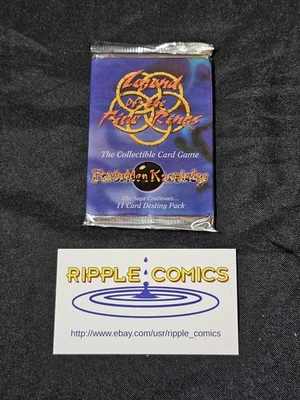 Legend
of the
Five Rings
The Collectible Card Game
Forbidden Knowledge
The Saga Continues...
11 Card Destiny Pack
RIPPLE COMICS
http://www.ebay.com/usr/ripple_comics